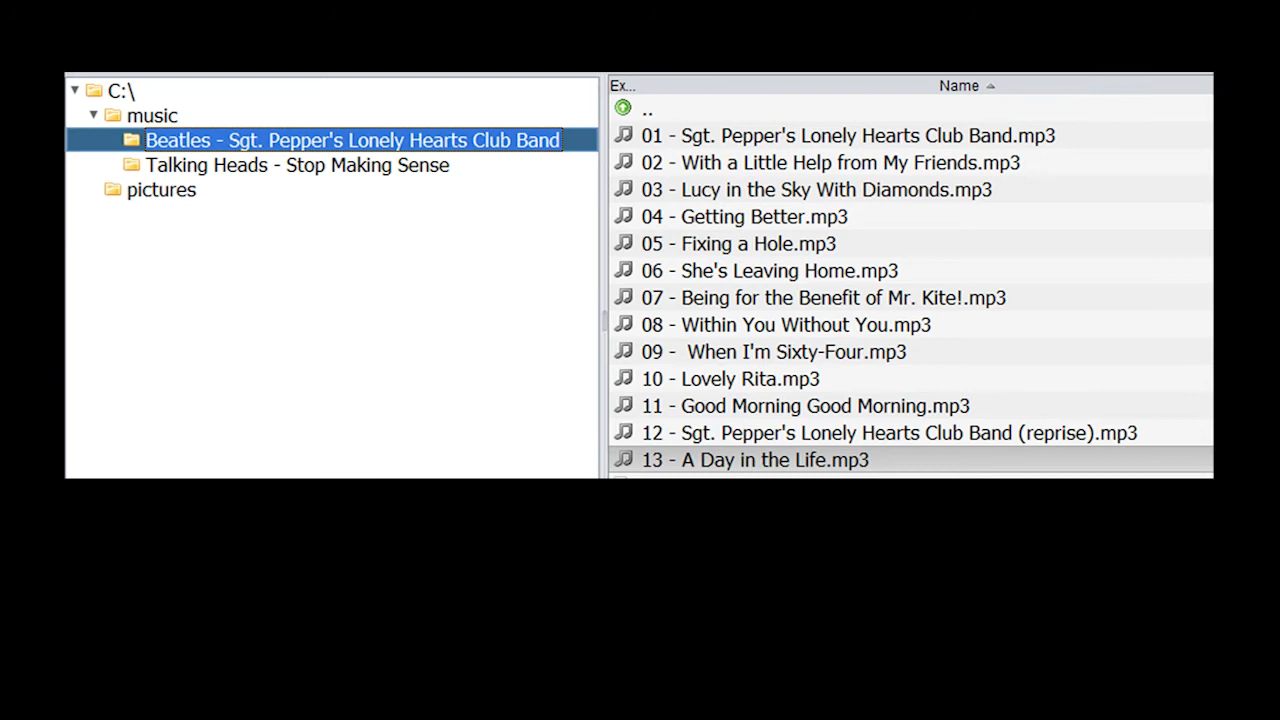 C:\
music
Beatles - Sgt. Pepper's Lonely Hearts Club Band
Talking Heads - Stop Making Sense
pictures
Ex... Name
..
01 - Sgt. Pepper's Lonely Hearts Club Band.mp3
02 - With a Little Help from My Friends.mp3
03 - Lucy in the Sky With Diamonds.mp3
04 - Getting Better.mp3
05 - Fixing a Hole.mp3
06 - She's Leaving Home.mp3
07 - Being for the Benefit of Mr. Kite!.mp3
08 - Within You Without You.mp3
09 -  When I'm Sixty-Four.mp3
10 - Lovely Rita.mp3
11 - Good Morning Good Morning.mp3
12 - Sgt. Pepper's Lonely Hearts Club Band (reprise).mp3
13 - A Day in the Life.mp3